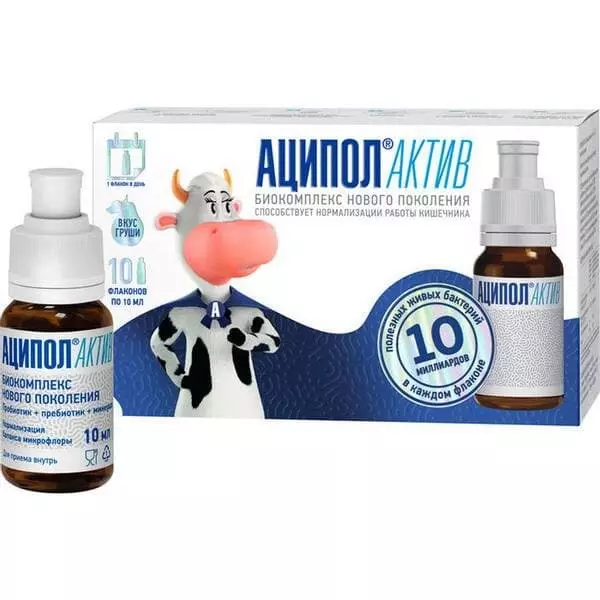 АЦИПОЛ® АКТИВ
БИОКОМПЛЕКС НОВОГО ПОКОЛЕНИЯ
СПОСОБСТВУЕТ НОРМАЛИЗАЦИИ РАБОТЫ КИШЕЧНИКА
1 ФЛАКОН В ДЕНЬ
ВКУС
ГРУШИ
10
ФЛАКОНОВ
ПО 10 МЛ
А
полезных живых бактерий
10
МИЛЛИАРДОВ
в каждом флаконе
АЦИПОЛ® АКТИВ
АЦИПОЛ® АКТИВ
БИОКОМПЛЕКС
НОВОГО ПОКОЛЕНИЯ
Пробиотик + пребиотик +
Нормализация
баланса микрофлоры 10 мл
Для приема внутрь